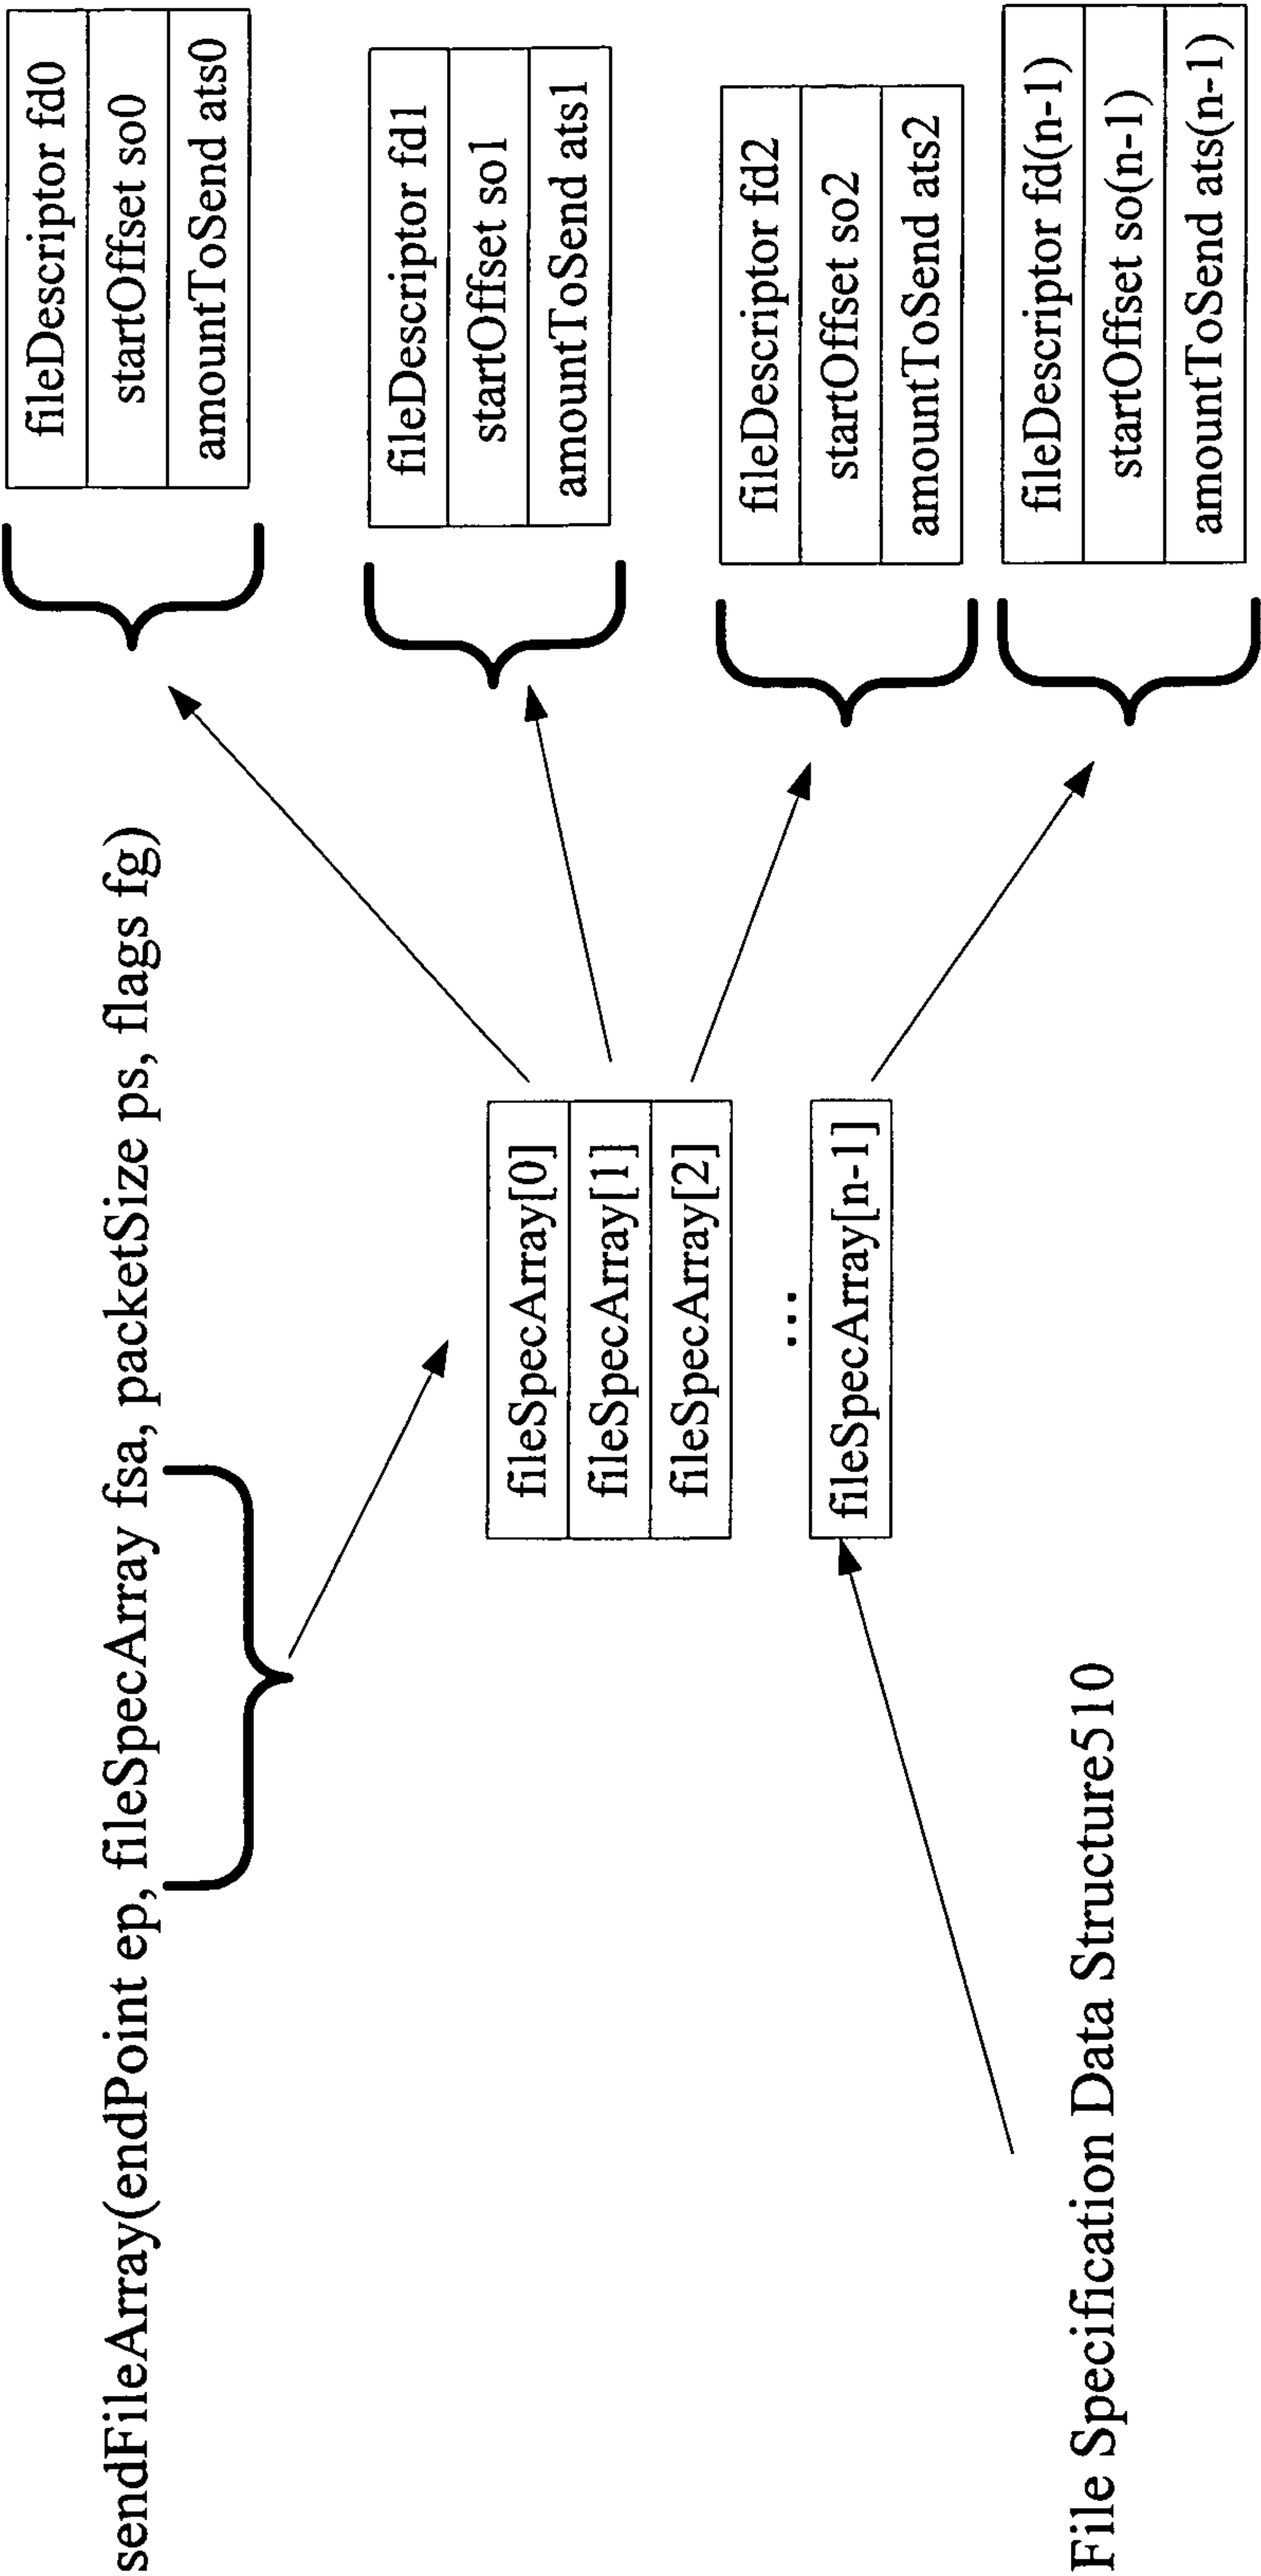 sendFileArray(endPoint ep, fileSpecArray fsa, packetSize ps, flags fg)
fileDescriptor fd0
startOffset so0
amountToSend ats0
fileDescriptor fd1
startOffset so1
amountToSend ats1
fileSpecArray[0]
fileSpecArray[1]
fileSpecArray[2]
...
fileSpecArray[n-1]
fileDescriptor fd2
startOffset so2
amountToSend ats2
fileDescriptor fd(n-1)
startOffset so(n-1)
amountToSend ats(n-1)
File Specification Data Structure510